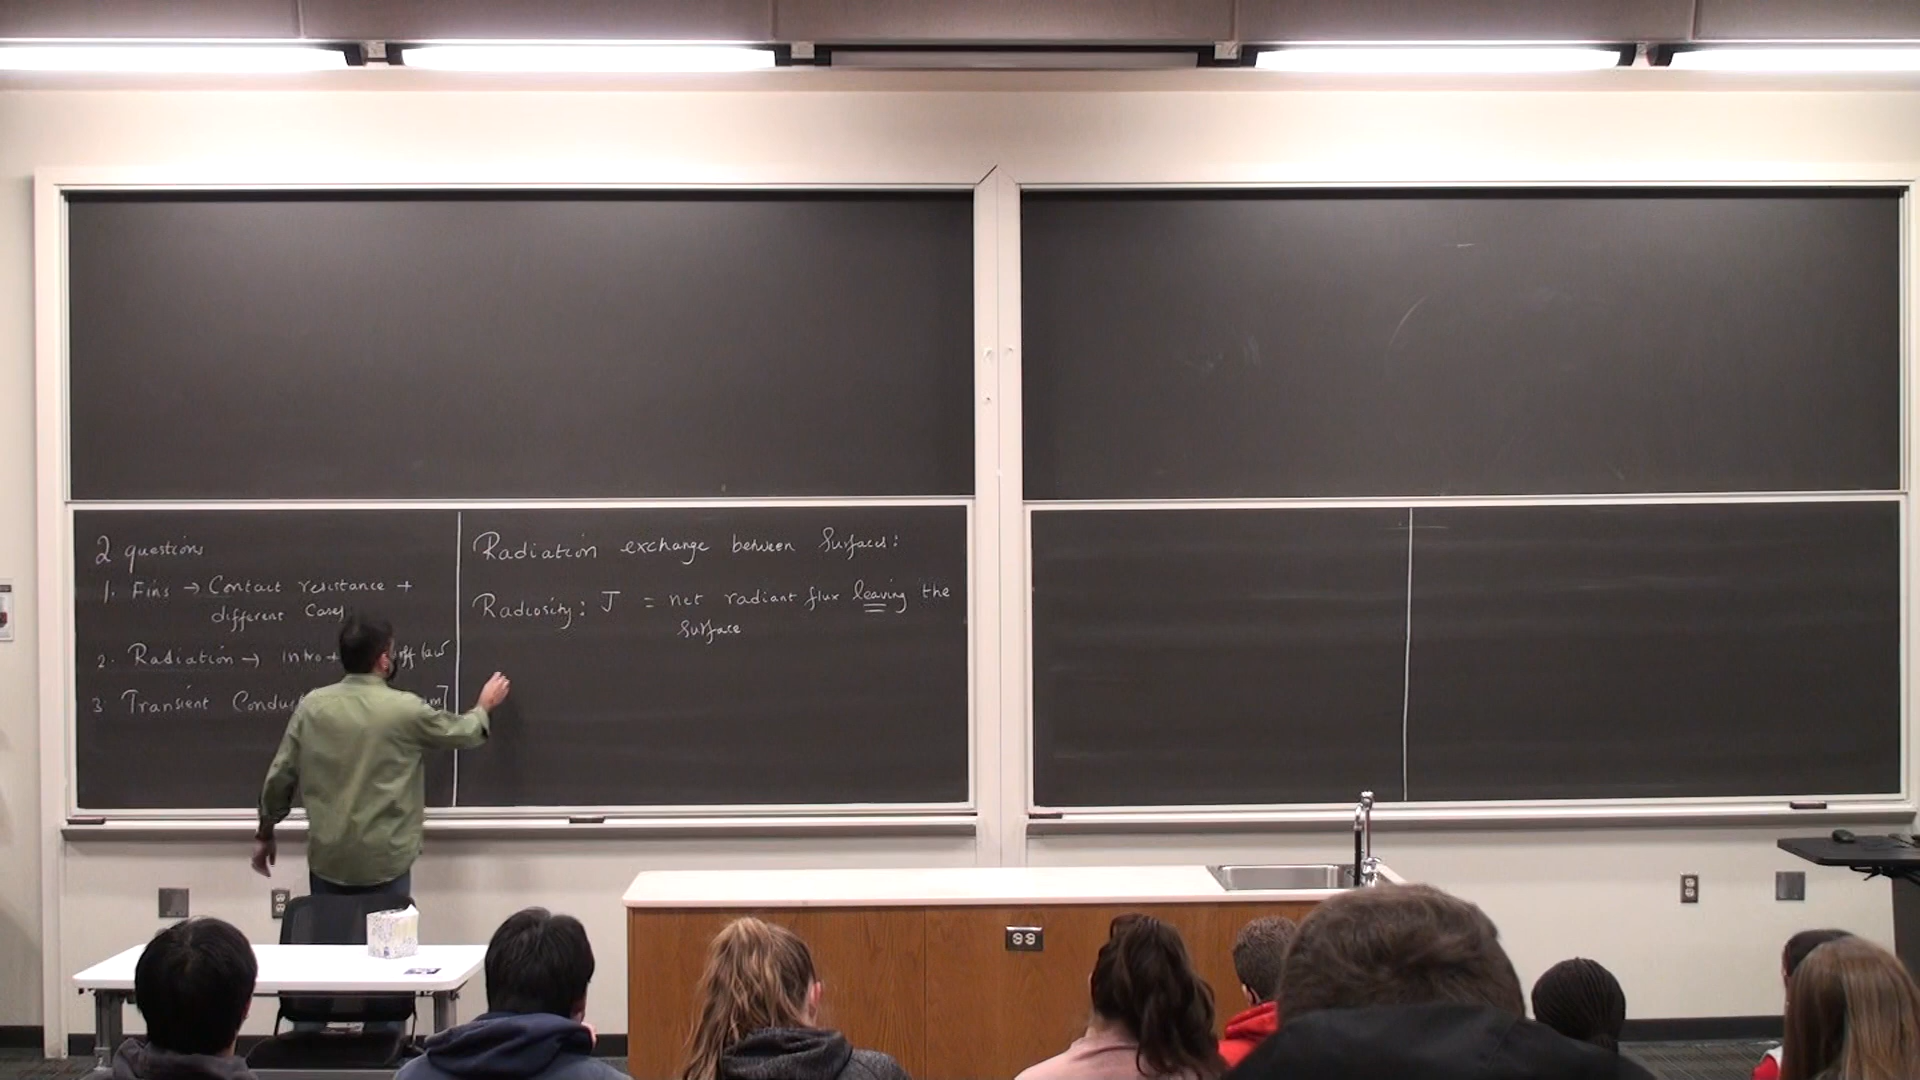 2 questions
1. Fins → Contact resistance +
different Cases
2. Radiation → intro + law
3. Transient
Radiation exchange between Surfaces:
Radiosity: J = net radiant flux leaving the
Surface